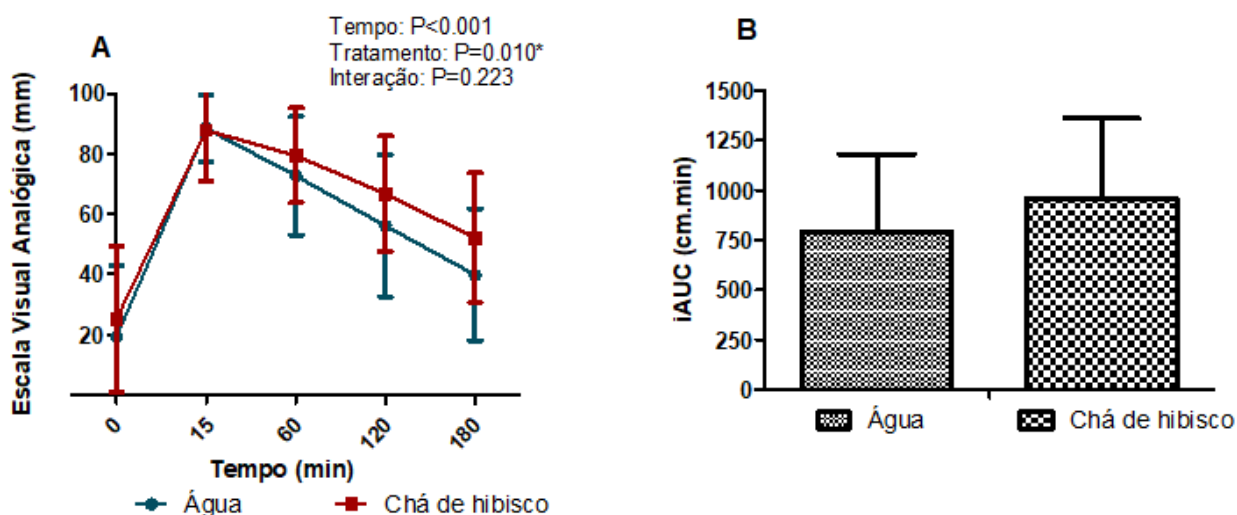 A
Tempo: P<0.001
Tratamento: P=0.010*
Interação: P=0.223
Escala Visual Analógica (mm)
100
80
60
40
20
0
15
60
120
180
Tempo (min)
Água
Chá de hibisco
B
iAUC (cm.min)
1500
1250
1000
750
500
250
0
Água
Chá de hibisco